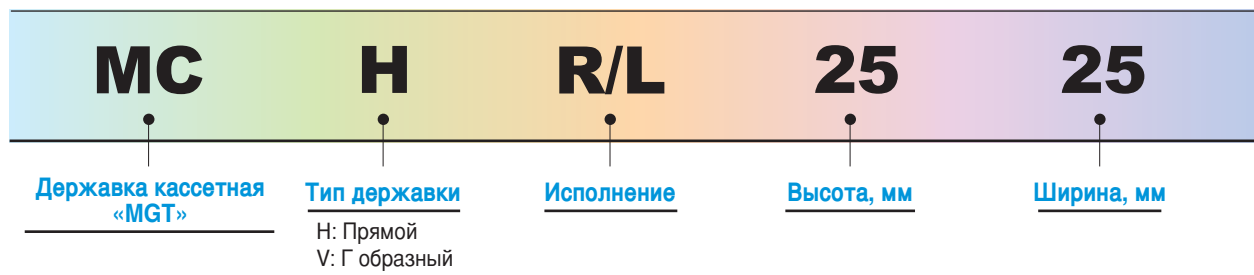 MC H R/L 25 25
Державка кассетная
«MGT»
Тип державки
H: Прямой
V: Г образный
Исполнение
Высота, мм
Ширина, мм